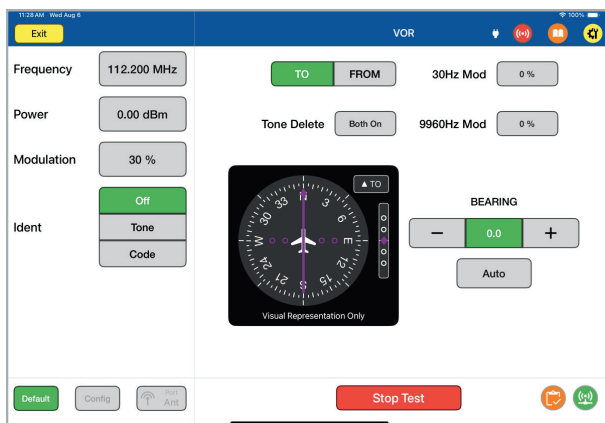 11:28 AM Wed Aug 6
100%
Exit
VOR
Frequency
112.200 MHz
TO
FROM
30Hz Mod
0 %
Power
0.00 dBm
Tone Delete
Both On
9960Hz Mod
0 %
Modulation
30 %
Ident
Off
Tone
Code
▲ TO
N
3
6
E
12
15
S
21
24
W
30
33
Visual Representation Only
BEARING
−
0.0
+
Auto
Default
Config
Port
Ant
Stop Test